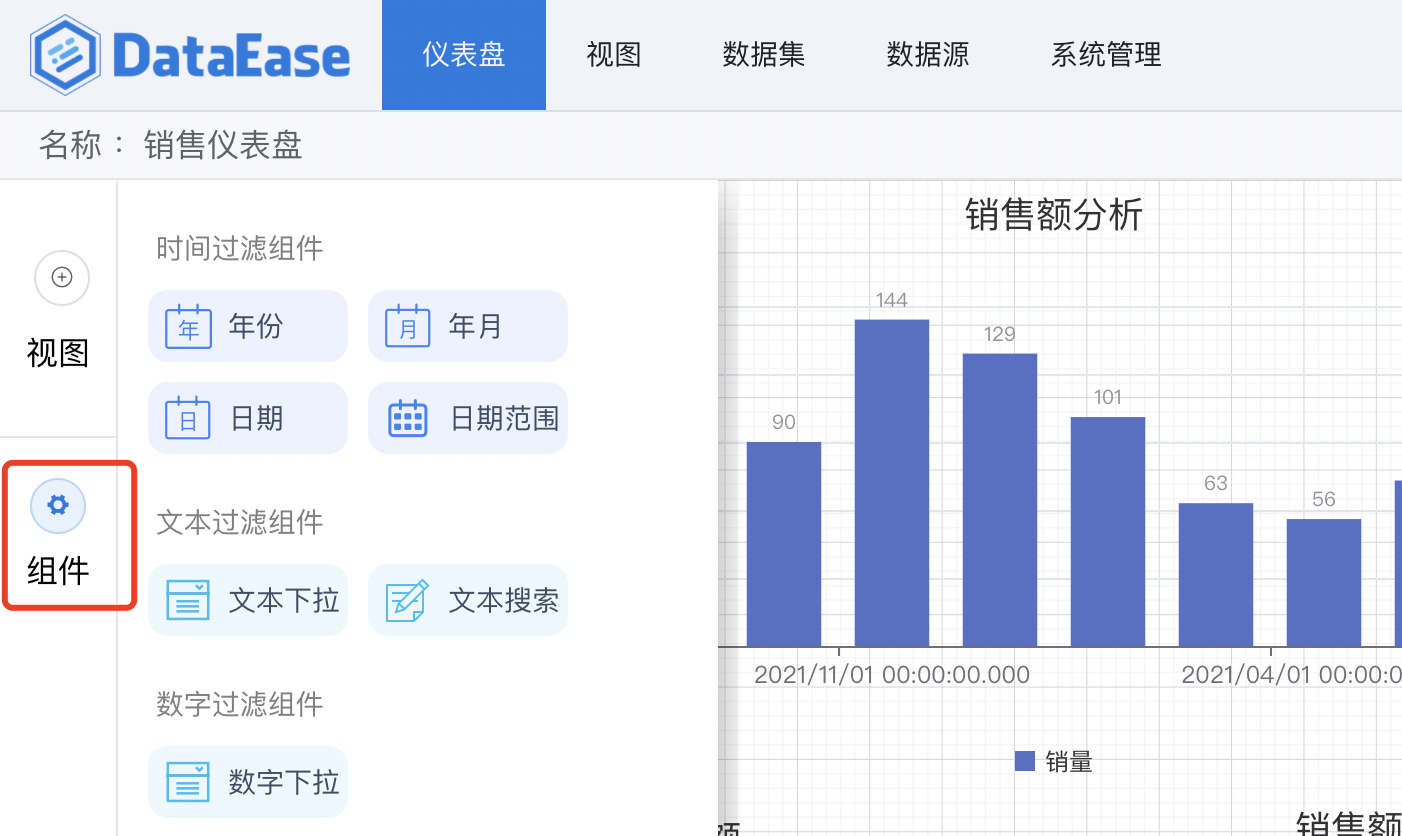 DataEase
仪表盘 视图 数据集 数据源 系统管理
名称： 销售仪表盘
视图
组件
时间过滤组件
年 年份 月 年月
日 日期 日期范围
文本过滤组件
文本下拉 文本搜索
数字过滤组件
数字下拉
销售额分析
144
129
101
90
63
56
2021/11/01 00:00:00.000 2021/04/01 00:00:0
销量
销售额